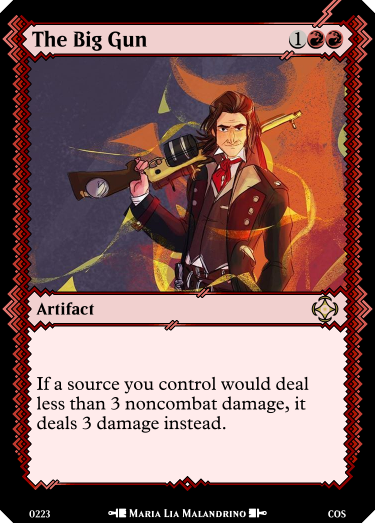 The Big Gun 1
Artifact
If a source you control would deal
less than 3 noncombat damage, it
deals 3 damage instead.
0223 Maria Lia Malandrino COS